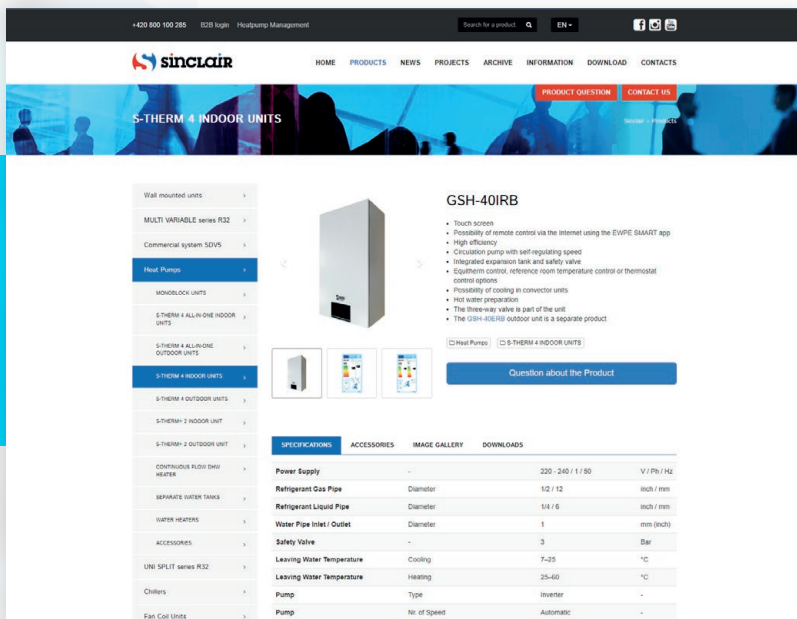 +420 800 100 285 B2B login Heatpump Management Search for a product. EN
sinclair
HOME PRODUCTS NEWS PROJECTS ARCHIVE INFORMATION DOWNLOAD CONTACTS
PRODUCT QUESTION CONTACT US
S-THERM 4 INDOOR UNITS
Sinclair > Products
Wall mounted units
MULTI VARIABLE series R32
Commercial system SDV5
Heat Pumps
MONOBLOCK UNITS
S-THERM 4 ALL-IN-ONE INDOOR
UNITS
S-THERM 4 ALL-IN-ONE
OUTDOOR UNITS
S-THERM 4 INDOOR UNITS
S-THERM 4 OUTDOOR UNITS
S-THERM+ 2 INDOOR UNIT
S-THERM+ 2 OUTDOOR UNIT
CONTINUOUS FLOW DHW
HEATER
SEPARATE WATER TANKS
WATER HEATERS
ACCESSORIES
UNI SPLIT series R32
Chillers
Fan Coil Units
GSH-40IRB
• Touch screen
• Possibility of remote control via the Internet using the EWPE SMART app
• High efficiency
• Circulation pump with self-regulating speed
• Integrated expansion tank and safety valve
• Equitherm control, reference room temperature control or thermostat
control options
• Possibility of cooling in convector units
• Hot water preparation
• The three-way valve is part of the unit
• The GSH-40ERB outdoor unit is a separate product
Heat Pumps S-THERM 4 INDOOR UNITS
Question about the Product
SPECIFICATIONS ACCESSORIES IMAGE GALLERY DOWNLOADS
Power Supply - 220 - 240 / 1 / 50 V / Ph / Hz
Refrigerant Gas Pipe Diameter 1/2 / 12 inch / mm
Refrigerant Liquid Pipe Diameter 1/4 / 6 inch / mm
Water Pipe Inlet / Outlet Diameter 1 mm (inch)
Safety Valve - 3 Bar
Leaving Water Temperature Cooling 7–25 °C
Leaving Water Temperature Heating 25–60 °C
Pump Type Inverter -
Pump Nr. of Speed Automatic -